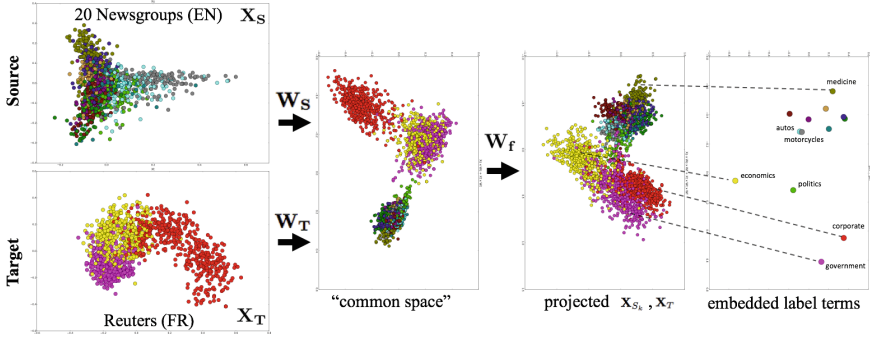 20 Newsgroups (EN) X_S
Source
W_S
Target
W_T
Reuters (FR) X_T
"common space"
W_f
projected X_{S_k}, X_T
medicine
autos
motorcycles
economics
politics
corporate
government
embedded label terms